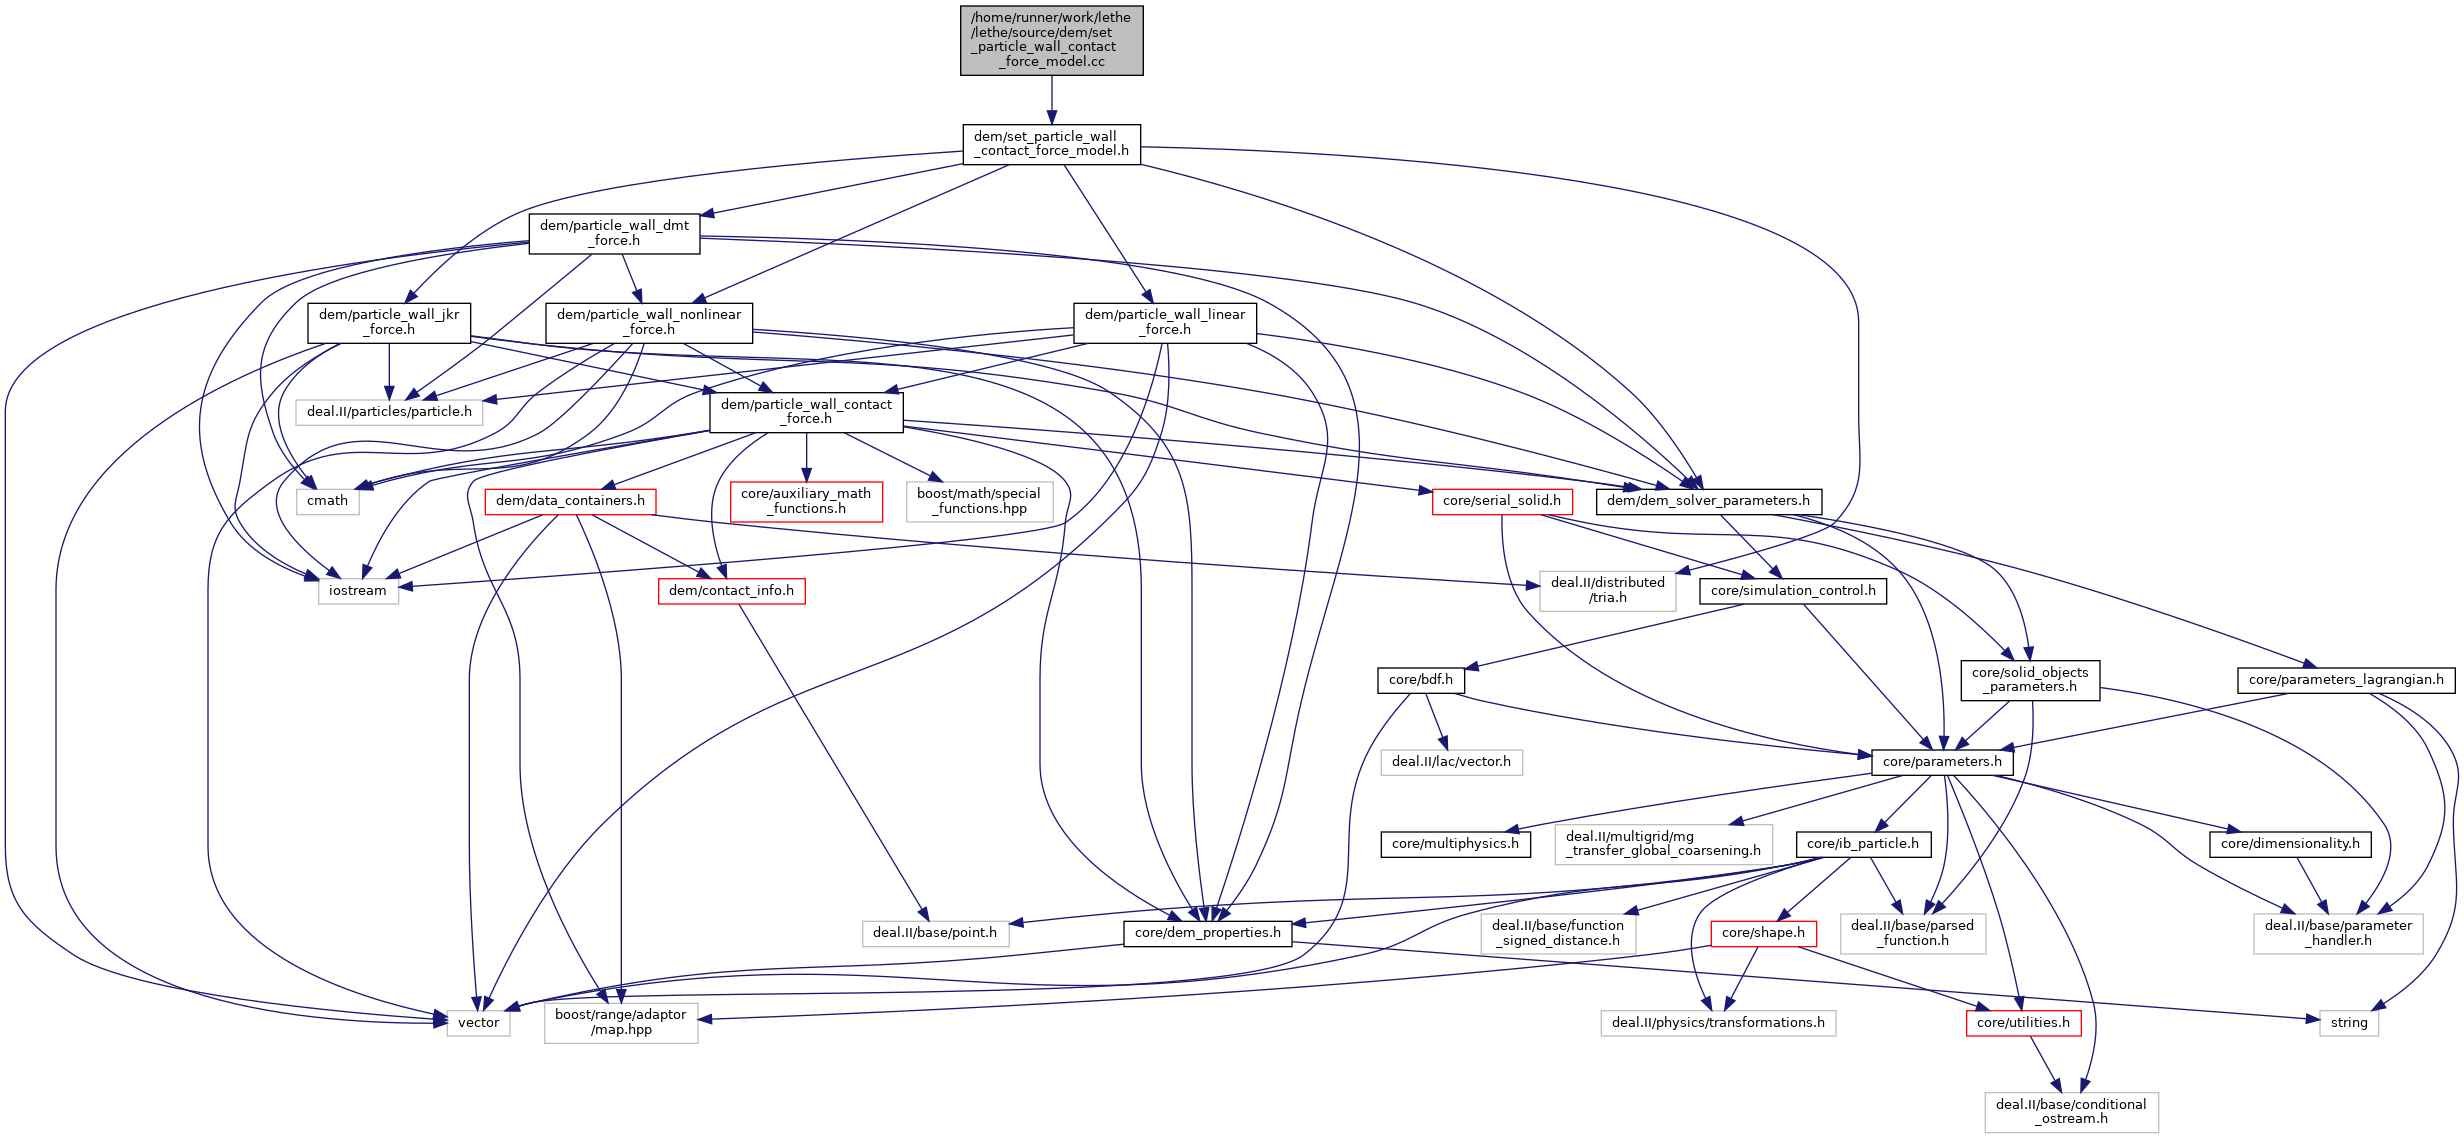 /home/runner/work/lethe
/lethe/source/dem/set
_particle_wall_contact
_force_model.cc
dem/set_particle_wall
_contact_force_model.h
dem/particle_wall_dmt
_force.h
dem/particle_wall_jkr
_force.h
dem/particle_wall_nonlinear
_force.h
dem/particle_wall_linear
_force.h
deal.II/particles/particle.h
dem/particle_wall_contact
_force.h
cmath
dem/data_containers.h
core/auxiliary_math
_functions.h
boost/math/special
_functions.hpp
core/serial_solid.h
dem/dem_solver_parameters.h
iostream
dem/contact_info.h
deal.II/distributed
/tria.h
core/simulation_control.h
core/bdf.h
core/solid_objects
_parameters.h
core/parameters_lagrangian.h
deal.II/lac/vector.h
core/parameters.h
core/multiphysics.h
deal.II/multigrid/mg
_transfer_global_coarsening.h
core/ib_particle.h
core/dimensionality.h
deal.II/base/point.h
core/dem_properties.h
deal.II/base/function
_signed_distance.h
core/shape.h
deal.II/base/parsed
_function.h
deal.II/base/parameter
_handler.h
vector
boost/range/adaptor
/map.hpp
deal.II/physics/transformations.h
core/utilities.h
string
deal.II/base/conditional
_ostream.h